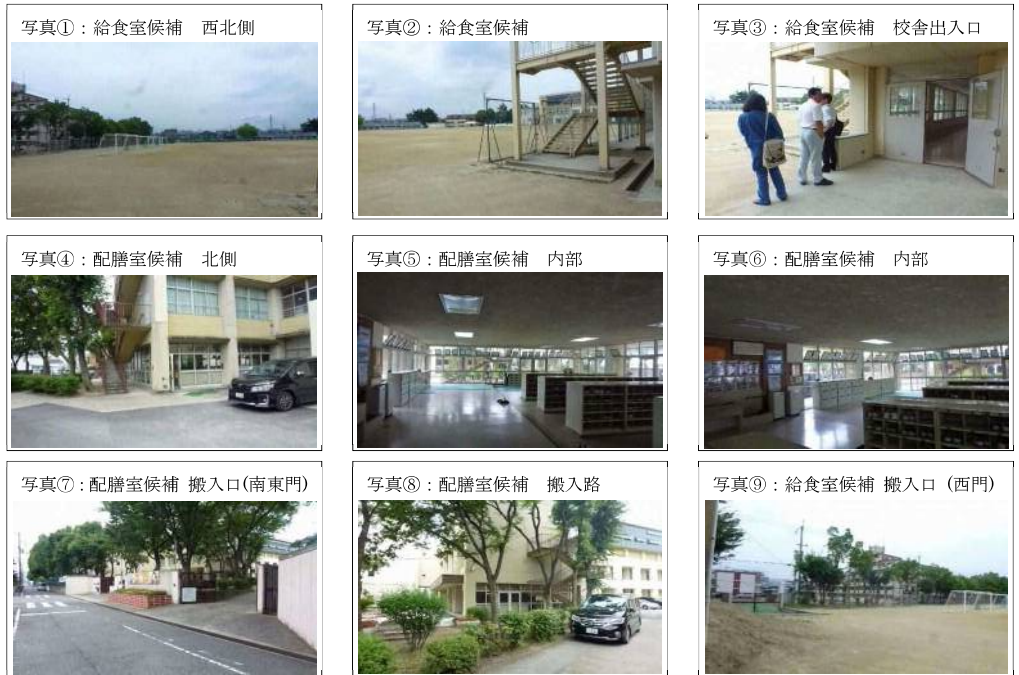 写真①：給食室候補　西北側
写真②：給食室候補
写真③：給食室候補　校舎出入口
写真④：配膳室候補　北側
写真⑤：配膳室候補　内部
写真⑥：配膳室候補　内部
写真⑦：配膳室候補 搬入口(南東門)
写真⑧：配膳室候補　搬入路
写真⑨：給食室候補 搬入口 (西門)